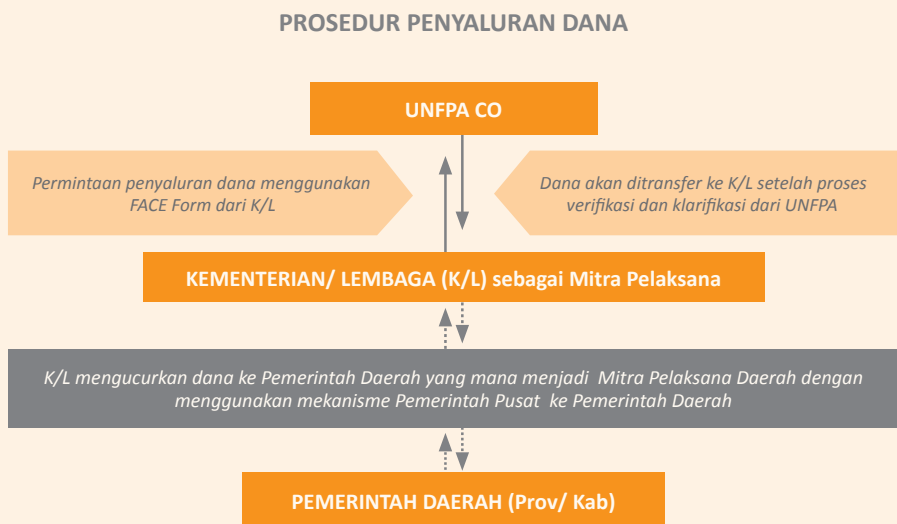 PROSEDUR PENYALURAN DANA
UNFPA CO
Permintaan penyaluran dana menggunakan
FACE Form dari K/L
Dana akan ditransfer ke K/L setelah proses
verifikasi dan klarifikasi dari UNFPA
KEMENTERIAN/ LEMBAGA (K/L) sebagai Mitra Pelaksana
K/L mengucurkan dana ke Pemerintah Daerah yang mana menjadi Mitra Pelaksana Daerah dengan
menggunakan mekanisme Pemerintah Pusat ke Pemerintah Daerah
PEMERINTAH DAERAH (Prov/ Kab)